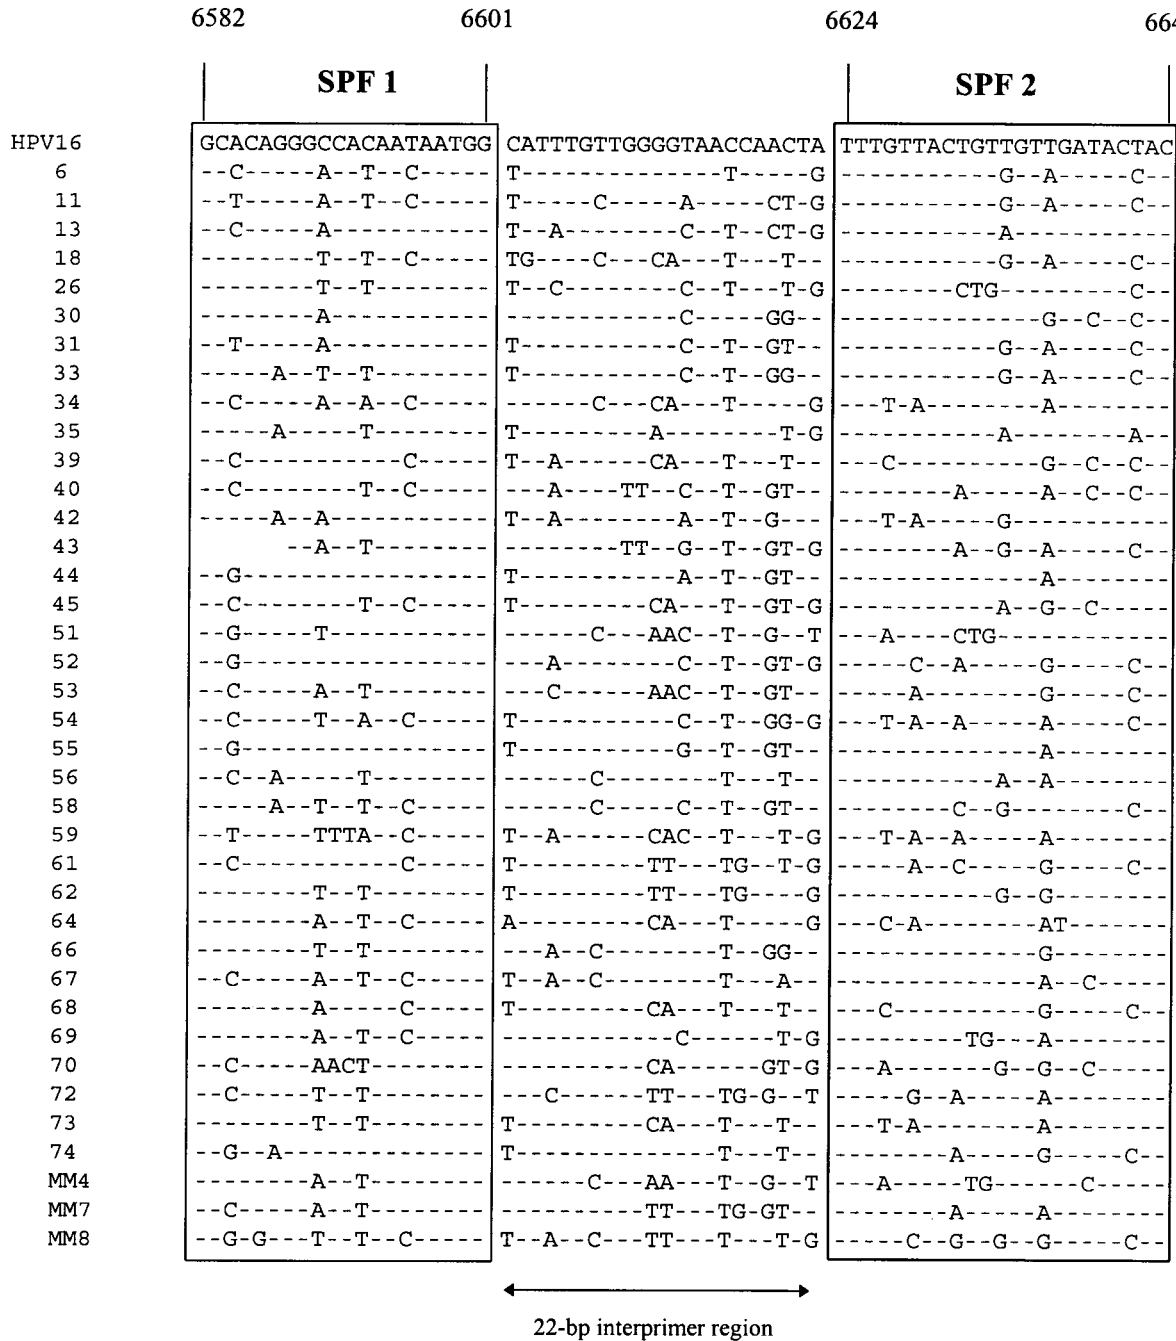 6582 6601 6624
SPF 1 SPF 2
HPV16 GCACAGGGCCACAATAATGG CATTTGTTGGGGTAACCAACTA TTTGTTACTGTTGTTGATACTAC
6 --C-----A--T--C----- T--------------T-----G -----------G--A-----C--
11 --T-----A--T--C----- T-----C-----A-----CT-G -----------G--A-----C--
13 --C-----A----------- T--A--------C--T--CT-G -----------A-----------
18 --------T--T--C----- TG----C---CA---T---T-- -----------G--A-----C--
26 --------T--T-------- T--C--------C--T---T-G --------CTG---------C--
30 --------A----------- ------------C-----GG-- --------------G--C--C--
31 --T-----A----------- T-----------C--T--GT-- -----------G--A-----C--
33 -----A--T--T-------- T-----------C--T--GG-- -----------G--A-----C--
34 --C-----A--A--C----- ------C---CA---T-----G ---T-A--------A--------
35 -----A-----T-------- T---------A--------T-G -----------A--------A--
39 --C-----------C----- T--A------CA---T---T-- ---C----------G--C--C--
40 --C--------T--C----- ---A----TT--C--T--GT-- --------A-----A--C--C--
42 -----A--A----------- T--A--------A--T--G--- ---T-A-----G-----------
43 --A--T-------- --------TT--G--T--GT-G --------A--G--A-----C--
44 --G----------------- T-----------A--T--GT-- --------------A--------
45 --C--------T--C----- T---------CA---T--GT-G -----------A--G--C-----
51 --G-----T----------- ------C---AAC--T--G--T ---A----CTG------------
52 --G----------------- ---A--------C--T--GT-G -----C--A-----G-----C--
53 --C-----A--T-------- ---C------AAC--T--GT-- -----A--------G-----C--
54 --C-----T--A--C----- T-----------C--T--GG-G ---T-A--A-----A-----C--
55 --G----------------- T-----------G--T--GT-- --------------A--------
56 --C--A-----T-------- ------C--------T---T-- -----------A--A--------
58 -----A--T--T--C----- ------C-----C--T--GT-- --------C--G--------C--
59 --T-----TTTA--C----- T--A------CAC--T---T-G ---T-A--A-----A--------
61 --C-----------C----- T---------TT---TG--T-G -----A--C-----G-----C--
62 --------T--T-------- T---------TT---TG----G -----------G--G--------
64 --------A--T--C----- A---------CA---T-----G ---C-A--------AT-------
66 --------T--T-------- ---A--C--------T--GG-- --------------G--------
67 --C-----A--T--C----- T--A--C--------T---A-- --------------A--C-----
68 --------A-----C----- T---------CA---T---T-- ---C----------G-----C--
69 --------A--T--C----- ------------C------T-G ---------TG---A--------
70 --C-----AACT-------- ----------CA------GT-G ---A-------G--G--C-----
72 --C-----T--T-------- ---C------TT---TG-G--T -----G--A-----A--------
73 --------T--T-------- T---------CA---T---T-- ---T-A--------A--------
74 --G--A-------------- T--------------T---T-- --------A-----G-----C--
MM4 --------A--T-------- ------C---AA---T--G--T ---A-----TG------C-----
MM7 --C-----A--T-------- ----------TT---TG-GT-- --------A-----A--------
MM8 --G-G---T--T--C----- T--A--C---TT---T---T-G -----C--G--G--G-----C--
22-bp interprimer region